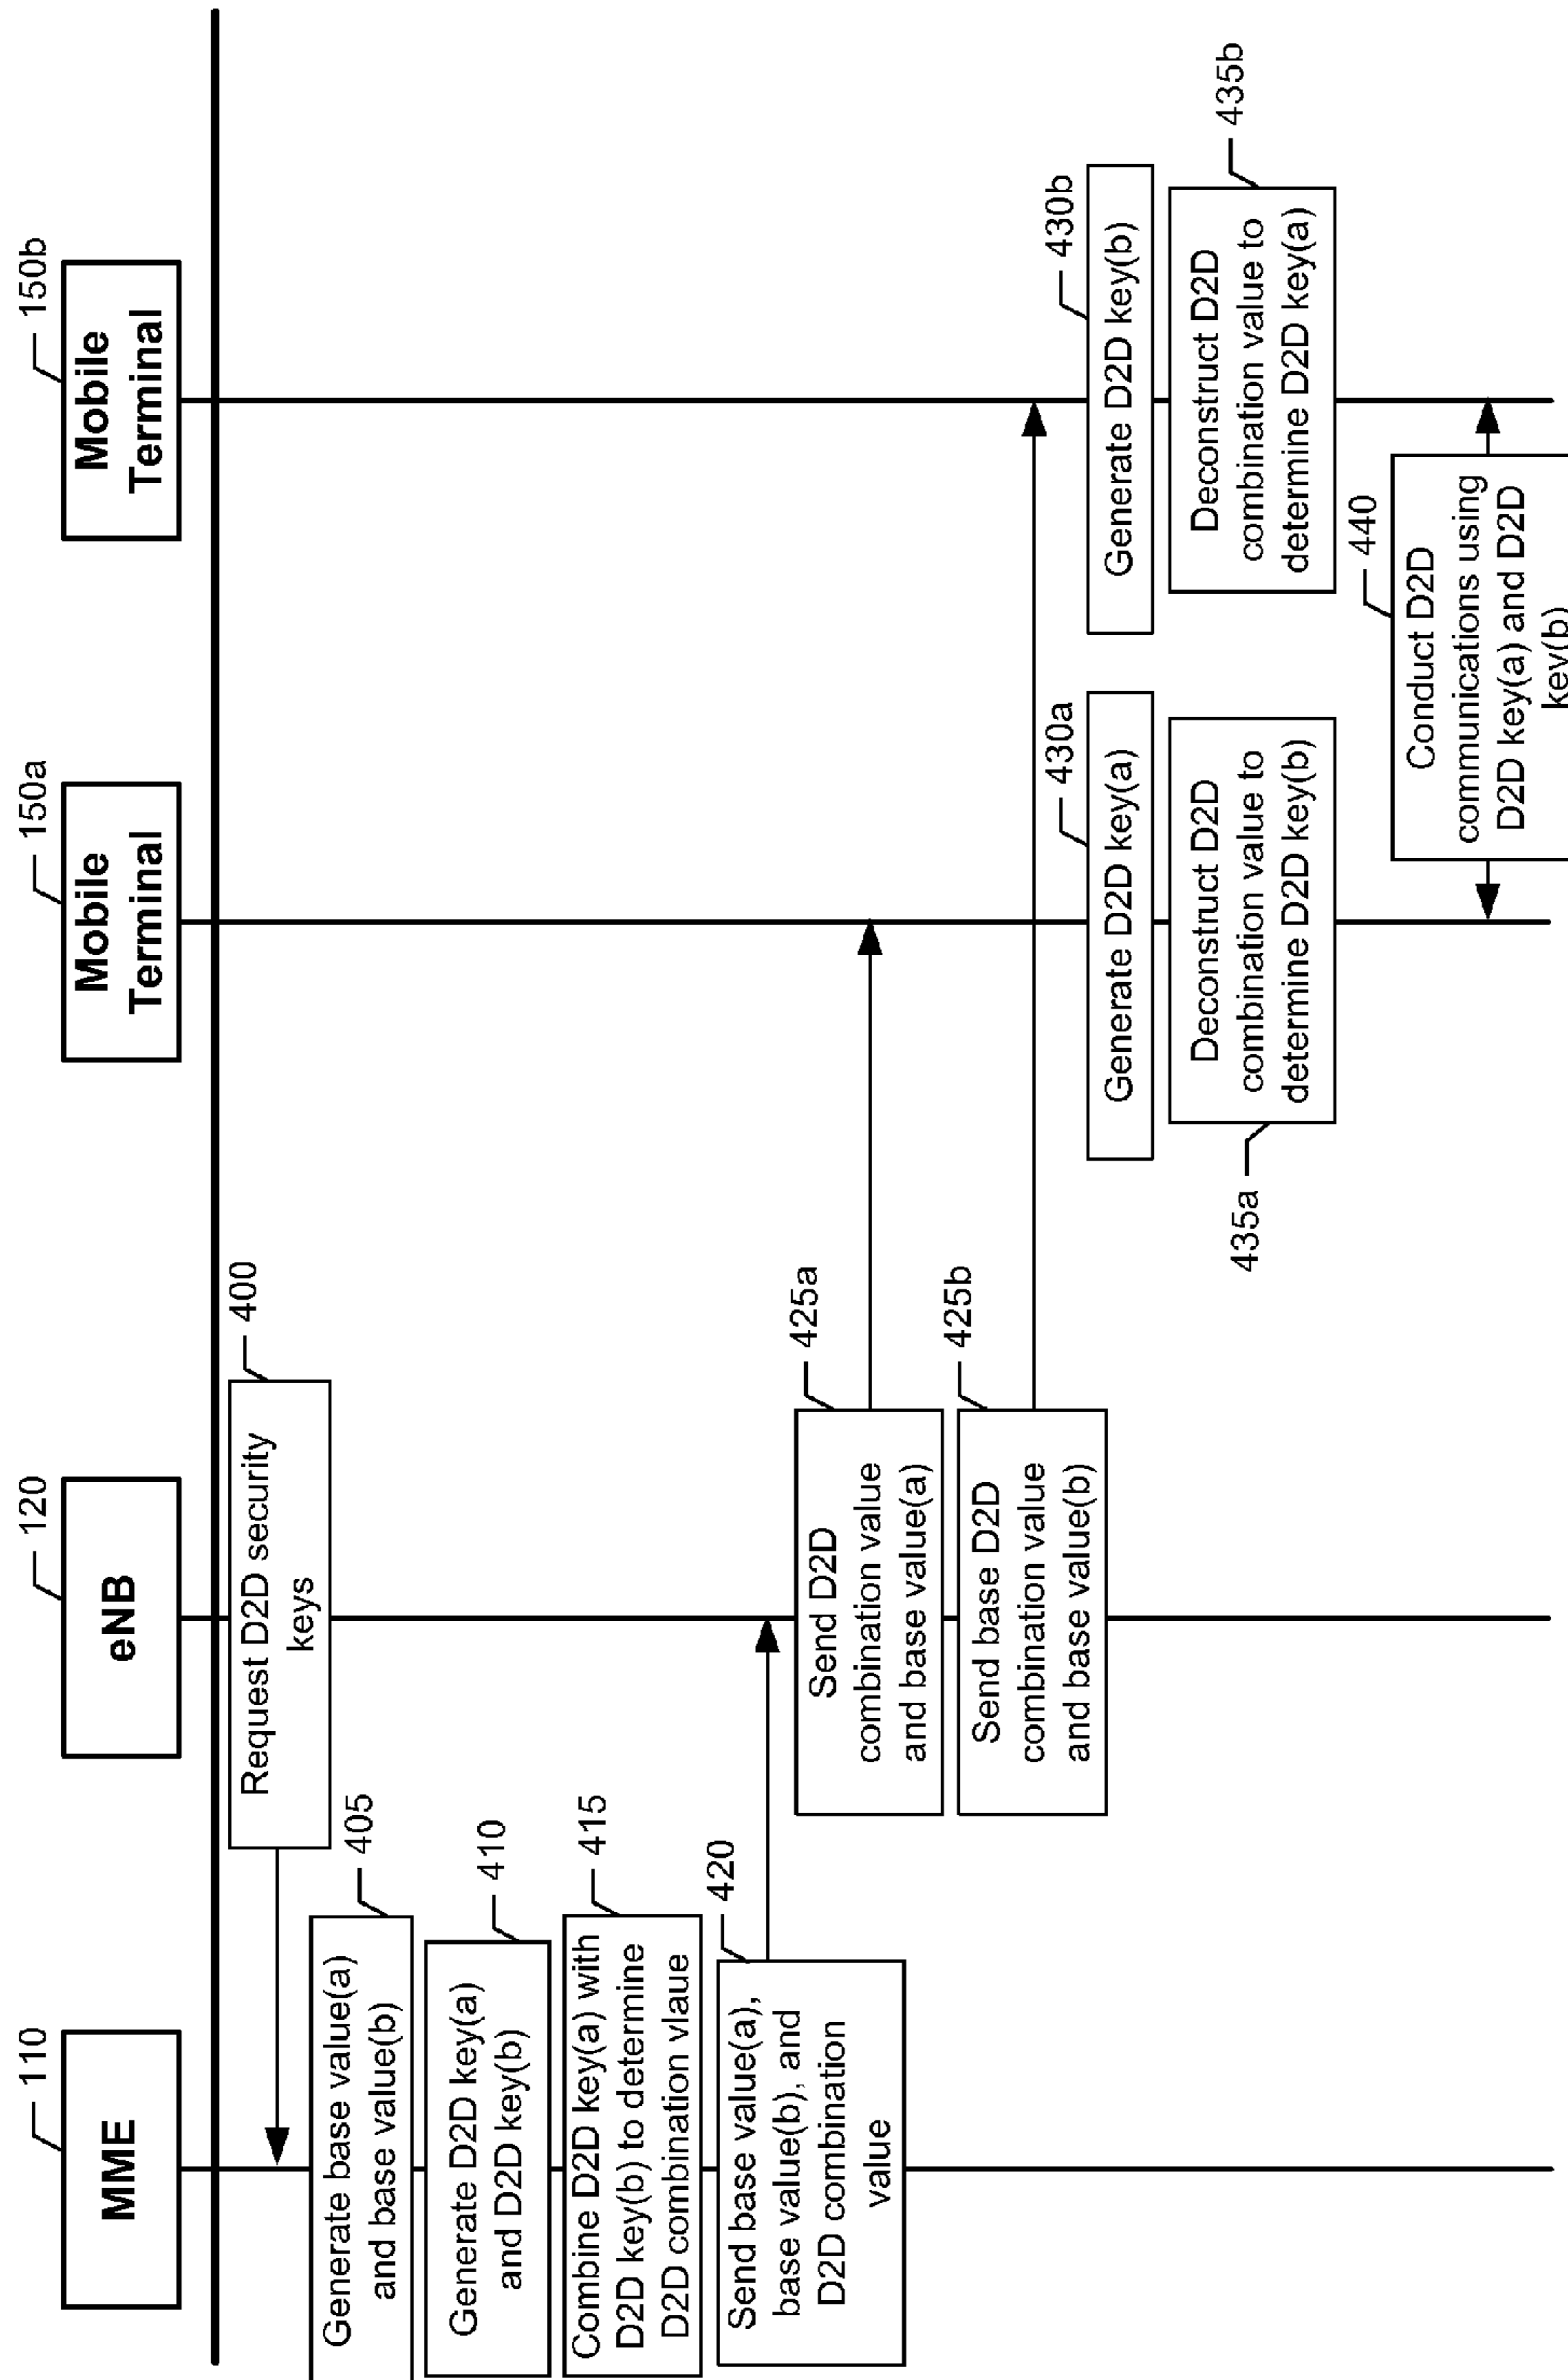 MME
110
eNB
120
Mobile
Terminal
150a
Mobile
Terminal
150b
Request D2D security
keys
400
Generate base value(a)
and base value(b)
405
Generate D2D key(a)
and D2D key(b)
410
Combine D2D key(a) with
D2D key(b) to determine
D2D combination vlaue
415
Send base value(a),
base value(b), and
D2D combination
value
420
Send D2D
combination value
and base value(a)
425a
Send base D2D
combination value
and base value(b)
425b
Generate D2D key(a)
430a
Generate D2D key(b)
430b
Deconstruct D2D
combination value to
determine D2D key(b)
435a
Deconstruct D2D
combination value to
determine D2D key(a)
435b
Conduct D2D
communications using
D2D key(a) and D2D
key(b)
440